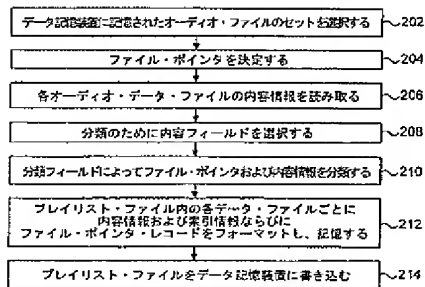 データ記憶装置に記憶されたオーディオ・ファイルのセットを選択する
202
ファイル・ポインタを決定する
204
各オーディオ・データ・ファイルの内容情報を読み取る
206
分類のために内容フィールドを選択する
208
分類フィールドによってファイル・ポインタおよび内容情報を分類する
210
プレイリスト・ファイル内の各データ・ファイルごとに
内容情報および索引情報ならびに
ファイル・ポインタ・レコードをフォーマットし、記憶する
212
プレイリスト・ファイルをデータ記憶装置に書き込む
214